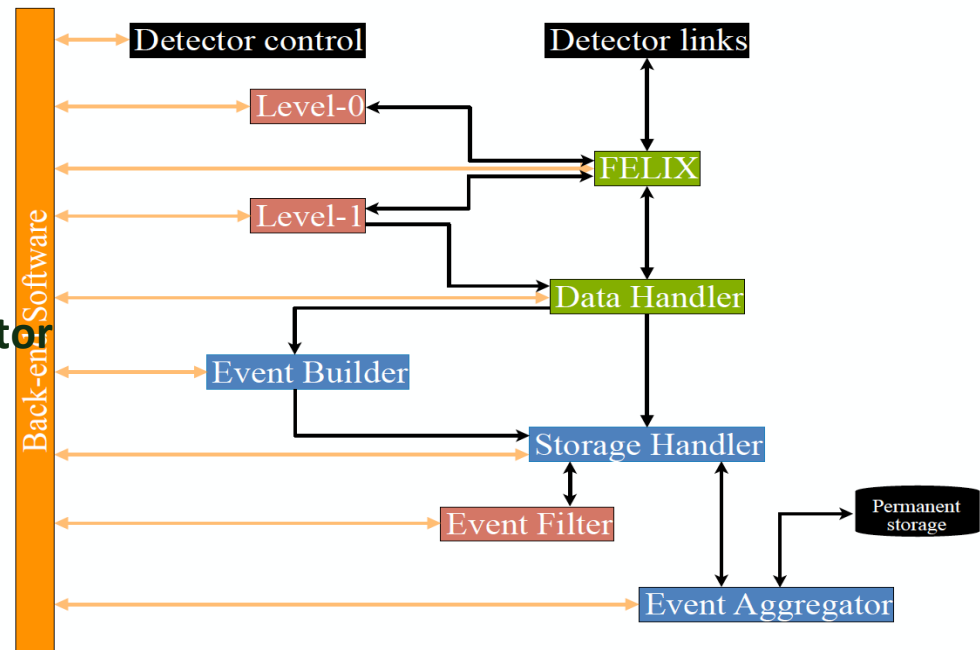 Detector control
Detector links
Level-0
FELIX
Level-1
Data Handler
tor
Back-end Software
Event Builder
Storage Handler
Permanent
storage
Event Filter
Event Aggregator